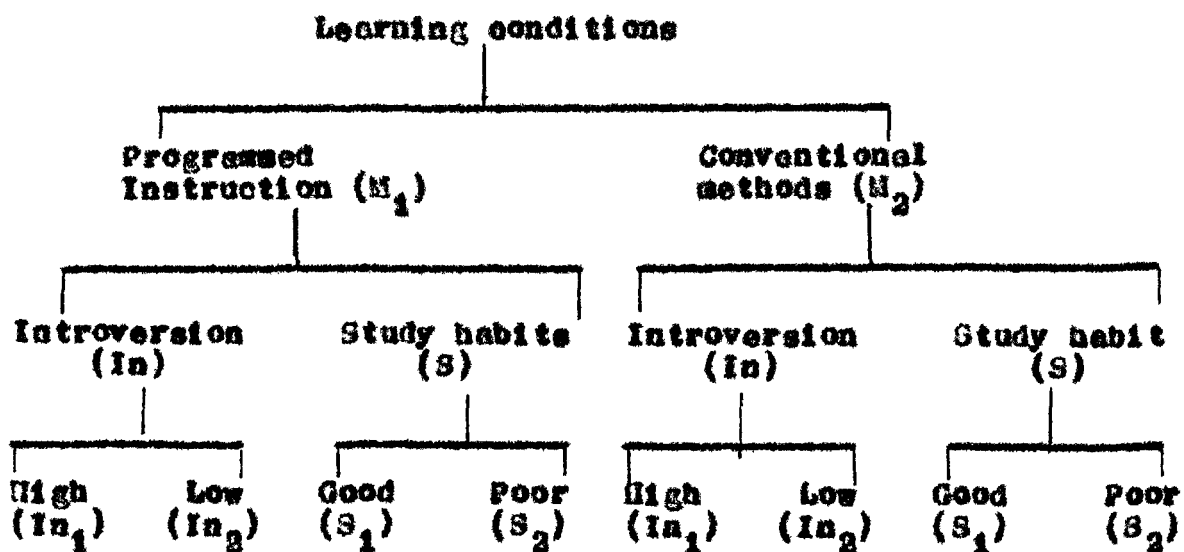 Learning conditions
Programmed Conventional
Instruction (M₁) methods (M₂)
Introversion Study habits Introversion Study habit
(In) (S) (In) (S)
High Low Good Poor High Low Good Poor
(In₁) (In₂) (S₁) (S₂) (In₁) (In₂) (S₁) (S₂)